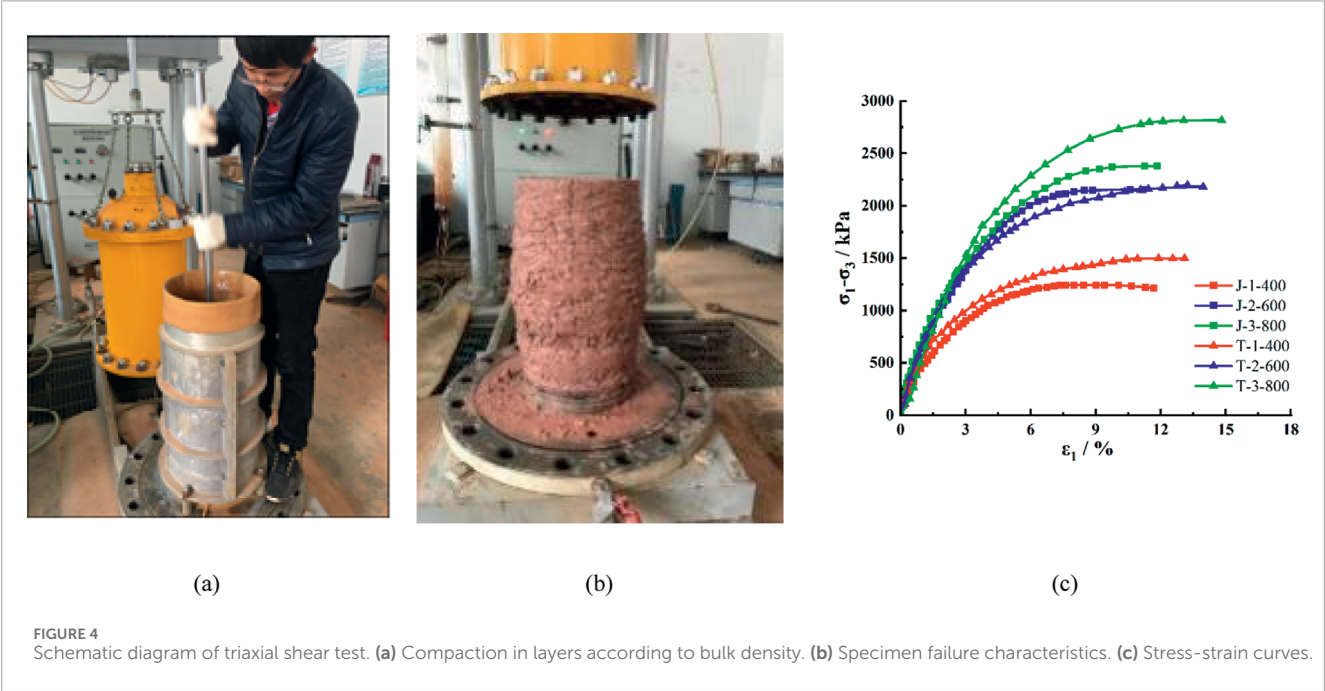 3000
2500
2000
1500
1000
500
0
σ₁-σ₃ / kPa
0 3 6 9 12 15 18
ε₁ / %
J-1-400
J-2-600
J-3-800
T-1-400
T-2-600
T-3-800
(a) (b) (c)
FIGURE 4
Schematic diagram of triaxial shear test. (a) Compaction in layers according to bulk density. (b) Specimen failure characteristics. (c) Stress-strain curves.